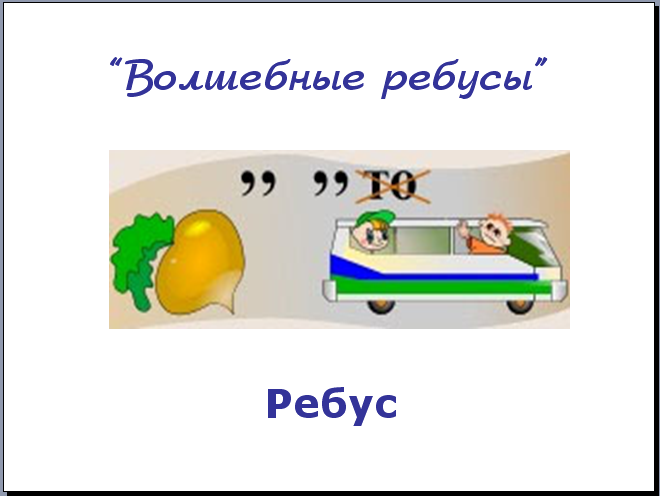 “Волшебные ребусы”
,, ,, ТО
Ребус